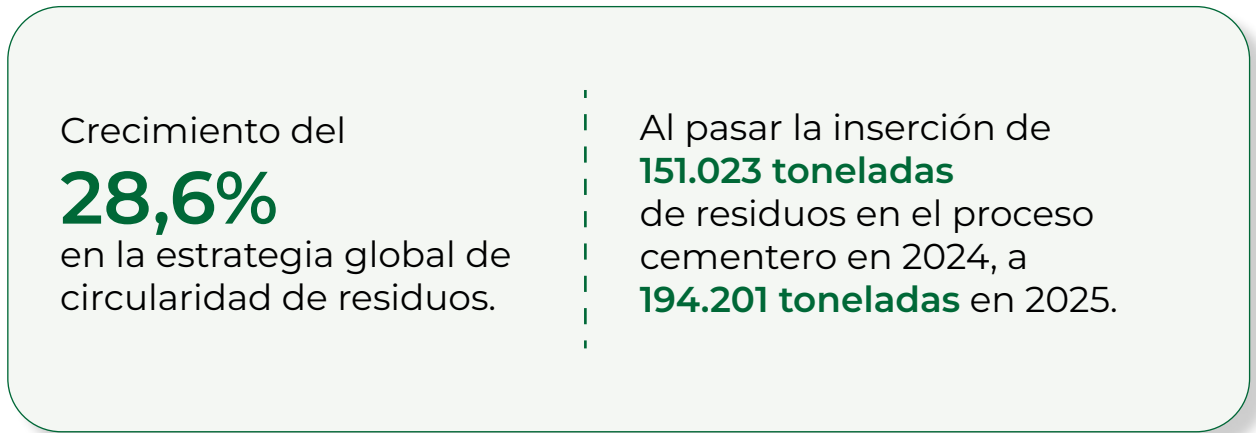 Crecimiento del
28,6%
en la estrategia global de
circularidad de residuos.
Al pasar la inserción de
151.023 toneladas
de residuos en el proceso
cementero en 2024, a
194.201 toneladas en 2025.